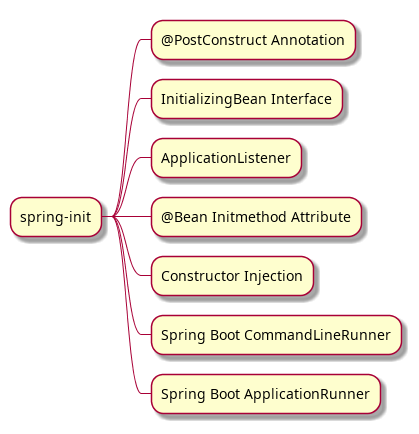 @PostConstruct Annotation
InitializingBean Interface
ApplicationListener
spring-init
@Bean Initmethod Attribute
Constructor Injection
Spring Boot CommandLineRunner
Spring Boot ApplicationRunner